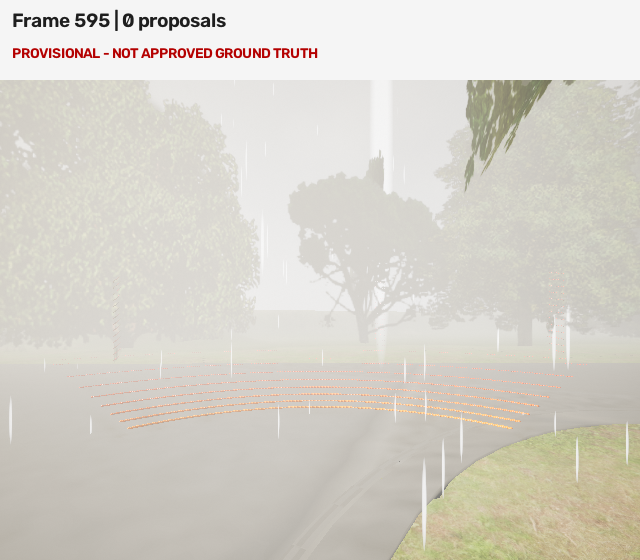 Frame 595 | 0 proposals
PROVISIONAL - NOT APPROVED GROUND TRUTH